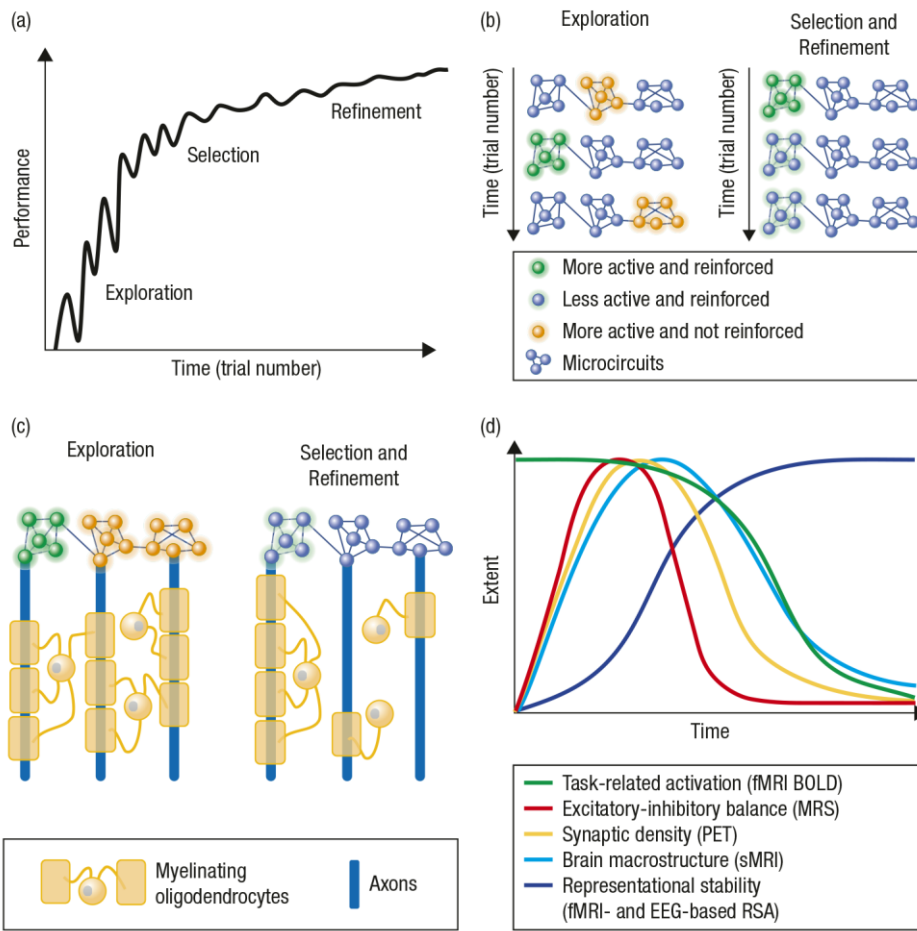 (a)
Performance
Exploration
Selection
Refinement
Time (trial number)
(b)
Exploration
Selection and
Refinement
Time (trial number)
Time (trial number)
More active and reinforced
Less active and reinforced
More active and not reinforced
Microcircuits
(c)
Exploration
Selection and
Refinement
Myelinating
oligodendrocytes
Axons
(d)
Extent
Time
Task-related activation (fMRI BOLD)
Excitatory-inhibitory balance (MRS)
Synaptic density (PET)
Brain macrostructure (sMRI)
Representational stability
(fMRI- and EEG-based RSA)